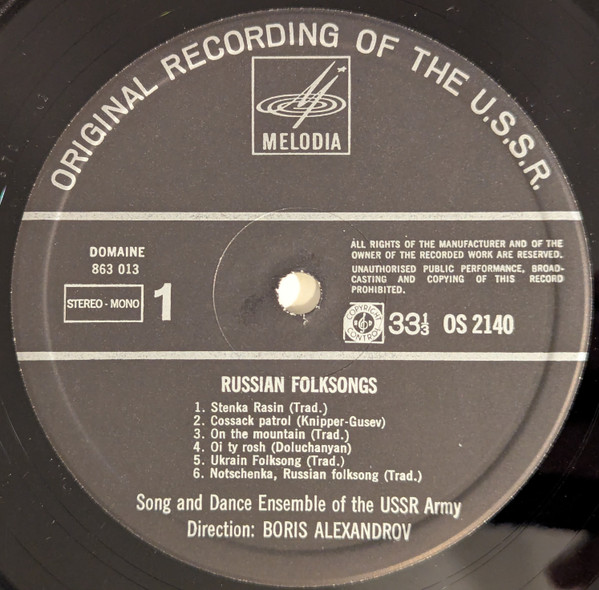 ORIGINAL RECORDING OF THE U.S.S.R.
MELODIA
DOMAINE
863 013
STEREO - MONO 1
ALL RIGHTS OF THE MANUFACTURER AND OF THE
OWNER OF THE RECORDED WORK ARE RESERVED.
UNAUTHORISED PUBLIC PERFORMANCE, BROAD-
CASTING AND COPYING OF THIS RECORD
PROHIBITED.
COPYRIGHT CONTROL
33⅓ OS 2140
RUSSIAN FOLKSONGS
1. Stenka Rasin (Trad.)
2. Cossack patrol (Knipper-Gusev)
3. On the mountain (Trad.)
4. Oi ty rosh (Doluchanyan)
5. Ukrain Folksong (Trad.)
6. Notschenka, Russian folksong (Trad.)
Song and Dance Ensemble of the USSR Army
Direction: BORIS ALEXANDROV